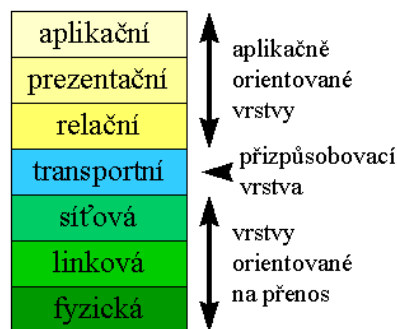 aplikační
prezentační
relační
transportní
síťová
linková
fyzická
aplikačně
orientované
vrstvy
přizpůsobovací
vrstva
vrstvy
orientované
na přenos